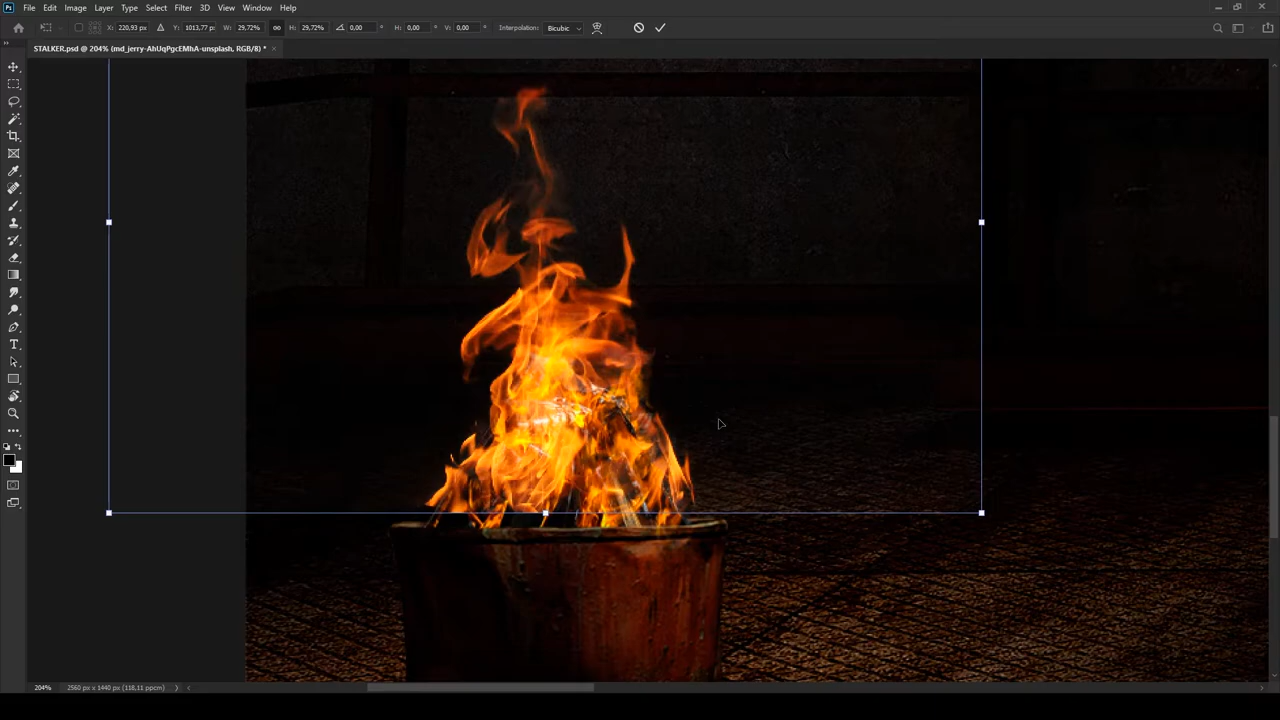 Ps File Edit Image Layer Type Select Filter 3D View Window Help
X: 220,93 px Y: 1013,77 px W: 29,72% H: 29,72% 0,00 ° H: 0,00 ° V: 0,00 ° Interpolation: Bicubic
STALKER.psd @ 204% (md_jerry-AhUqPgcEMhA-unsplash, RGB/8) * ×
T
204% 2560 px x 1440 px (118,11 ppcm)